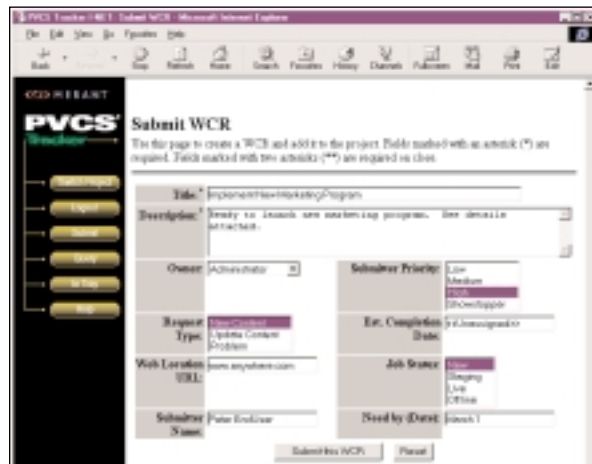 PVCS Tracker I-NET: Submit WCR - Microsoft Internet Explorer
File Edit View Go Favorites Help
Back Stop Refresh Home Search Favorites History Channels Fullscreen Mail Print Edit
MERANT
PVCS
Tracker
Submit WCR
Use this page to create a WCR and add it to the project. Fields marked with an asterisk (*) are
required. Fields marked with two asterisks (**) are required on close.
Switch Project
Logout
Submit
Query
In Tray
Help
Title:* Implement New Marketing Program
Description:* Ready to launch new marketing program. See details
attached.
Owner: Administrator
Submitter Priority: Low
Medium
High
Showstopper
Request Type: New Content
Update Content
Problem
Est. Completion Date: <<Unassigned>>
Web Location URL: www.anywhere.com
Job Status: New
Staging
Live
Offline
Submitter Name: Peter EndUser
Need by (Date): March 1
Submit this WCR Reset